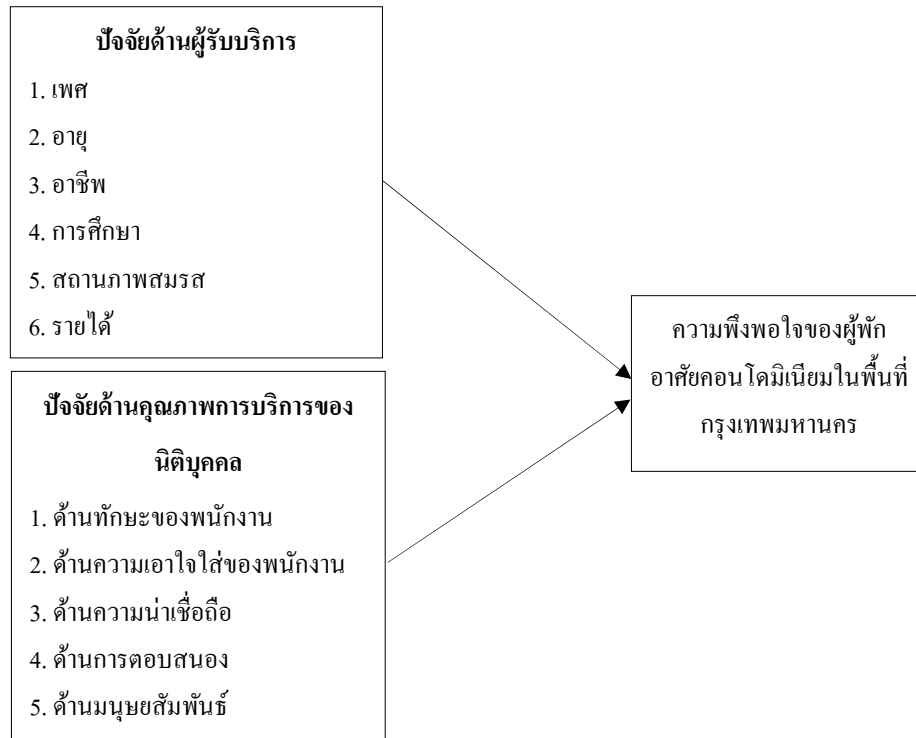 ปัจจัยด้านผู้รับบริการ
1. เพศ
2. อายุ
3. อาชีพ
4. การศึกษา
5. สถานภาพสมรส
6. รายได้
ปัจจัยด้านคุณภาพการบริการของ
นิติบุคคล
1. ด้านทักษะของพนักงาน
2. ด้านความเอาใจใส่ของพนักงาน
3. ด้านความน่าเชื่อถือ
4. ด้านการตอบสนอง
5. ด้านมนุษยสัมพันธ์
ความพึงพอใจของผู้พัก
อาศัยคอนโดมิเนียมในพื้นที่
กรุงเทพมหานคร